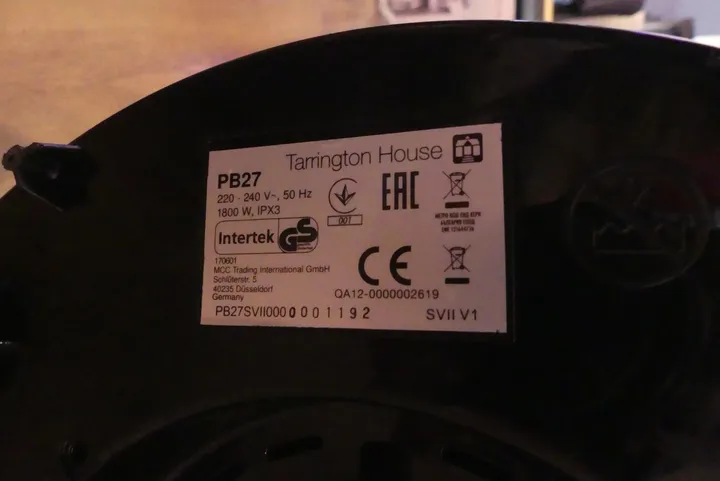 Tarrington House
PB27
220 - 240 V~, 50 Hz
1800 W, IPX3
001
EAC
Intertek
GS
CE
170601
MCC Trading International GmbH
Schlüterstr. 5
40235 Düsseldorf
Germany
QA12-0000002619
PB27SVII0000001192
SVII V1